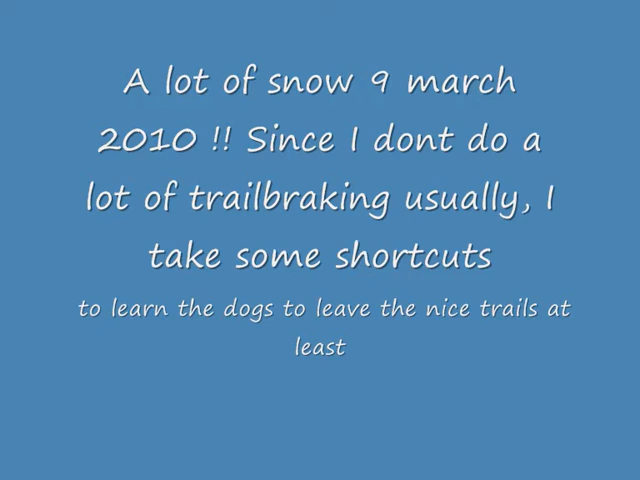 A lot of snow 9 march
2010 !! Since I dont do a
lot of trailbraking usually, I
take some shortcuts
to learn the dogs to leave the nice trails at
least